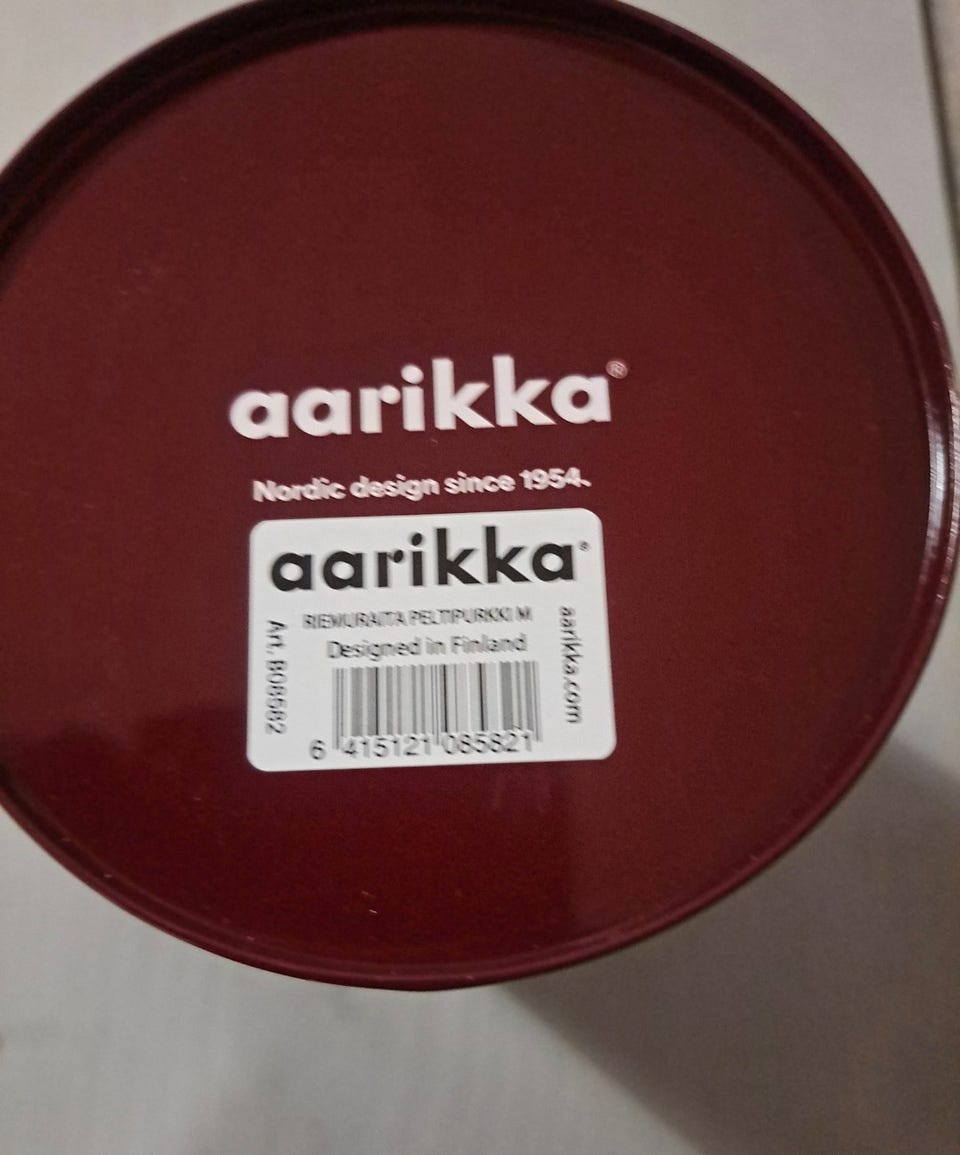 aarikka®
Nordic design since 1954.
aarikka®
RIEMURAITA PELTIPURKKI M
Designed in Finland
Art. B08582
aarikka.com
6 415121 085821